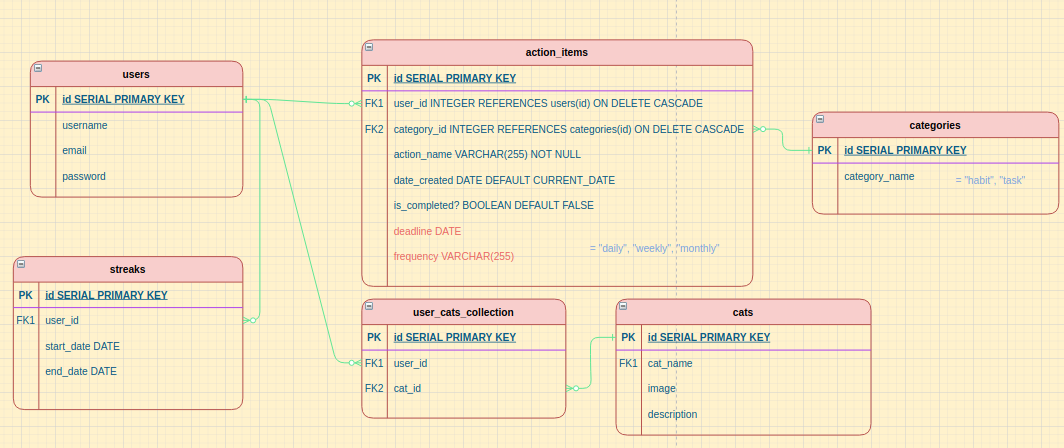 users
PK id SERIAL PRIMARY KEY
username
email
password
streaks
PK id SERIAL PRIMARY KEY
FK1 user_id
start_date DATE
end_date DATE
action_items
PK id SERIAL PRIMARY KEY
FK1 user_id INTEGER REFERENCES users(id) ON DELETE CASCADE
FK2 category_id INTEGER REFERENCES categories(id) ON DELETE CASCADE
action_name VARCHAR(255) NOT NULL
date_created DATE DEFAULT CURRENT_DATE
is_completed? BOOLEAN DEFAULT FALSE
deadline DATE
= "daily", "weekly", "monthly"
frequency VARCHAR(255)
user_cats_collection
PK id SERIAL PRIMARY KEY
FK1 user_id
FK2 cat_id
cats
PK id SERIAL PRIMARY KEY
FK1 cat_name
image
description
categories
PK id SERIAL PRIMARY KEY
category_name = "habit", "task"